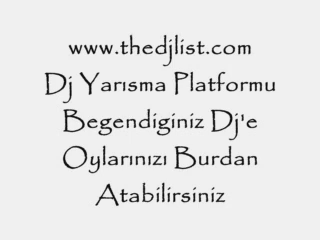 www.thedjlist.com
Dj Yarısma Platformu
Begendiginiz Dj'e
Oylarınızı Burdan
Atabilirsiniz